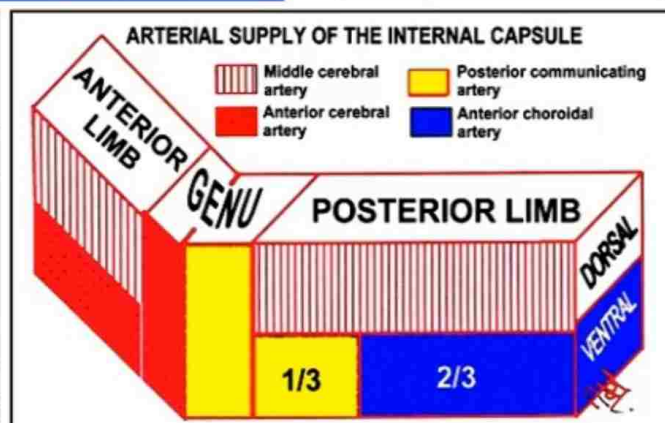 ARTERIAL SUPPLY OF THE INTERNAL CAPSULE
Middle cerebral
artery
Posterior communicating
artery
Anterior cerebral
artery
Anterior choroidal
artery
ANTERIOR
LIMB
GENU
POSTERIOR LIMB
DORSAL
VENTRAL
1/3
2/3